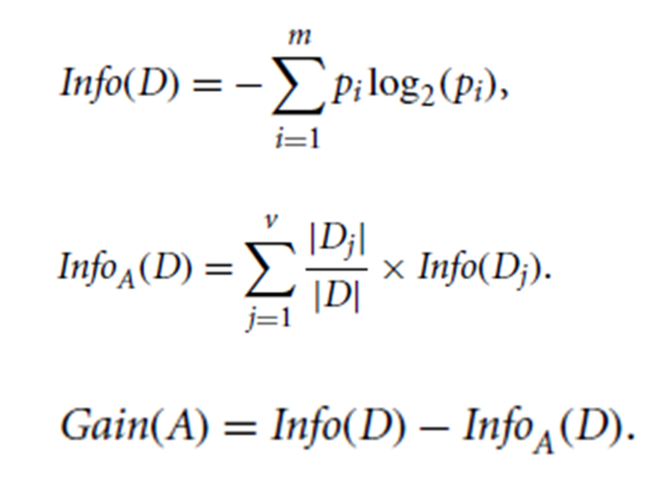 Info(D) = − ∑_{i=1}^{m} p_i log_2(p_i),
Info_A(D) = ∑_{j=1}^{v} |D_j|/|D| × Info(D_j).
Gain(A) = Info(D) − Info_A(D).